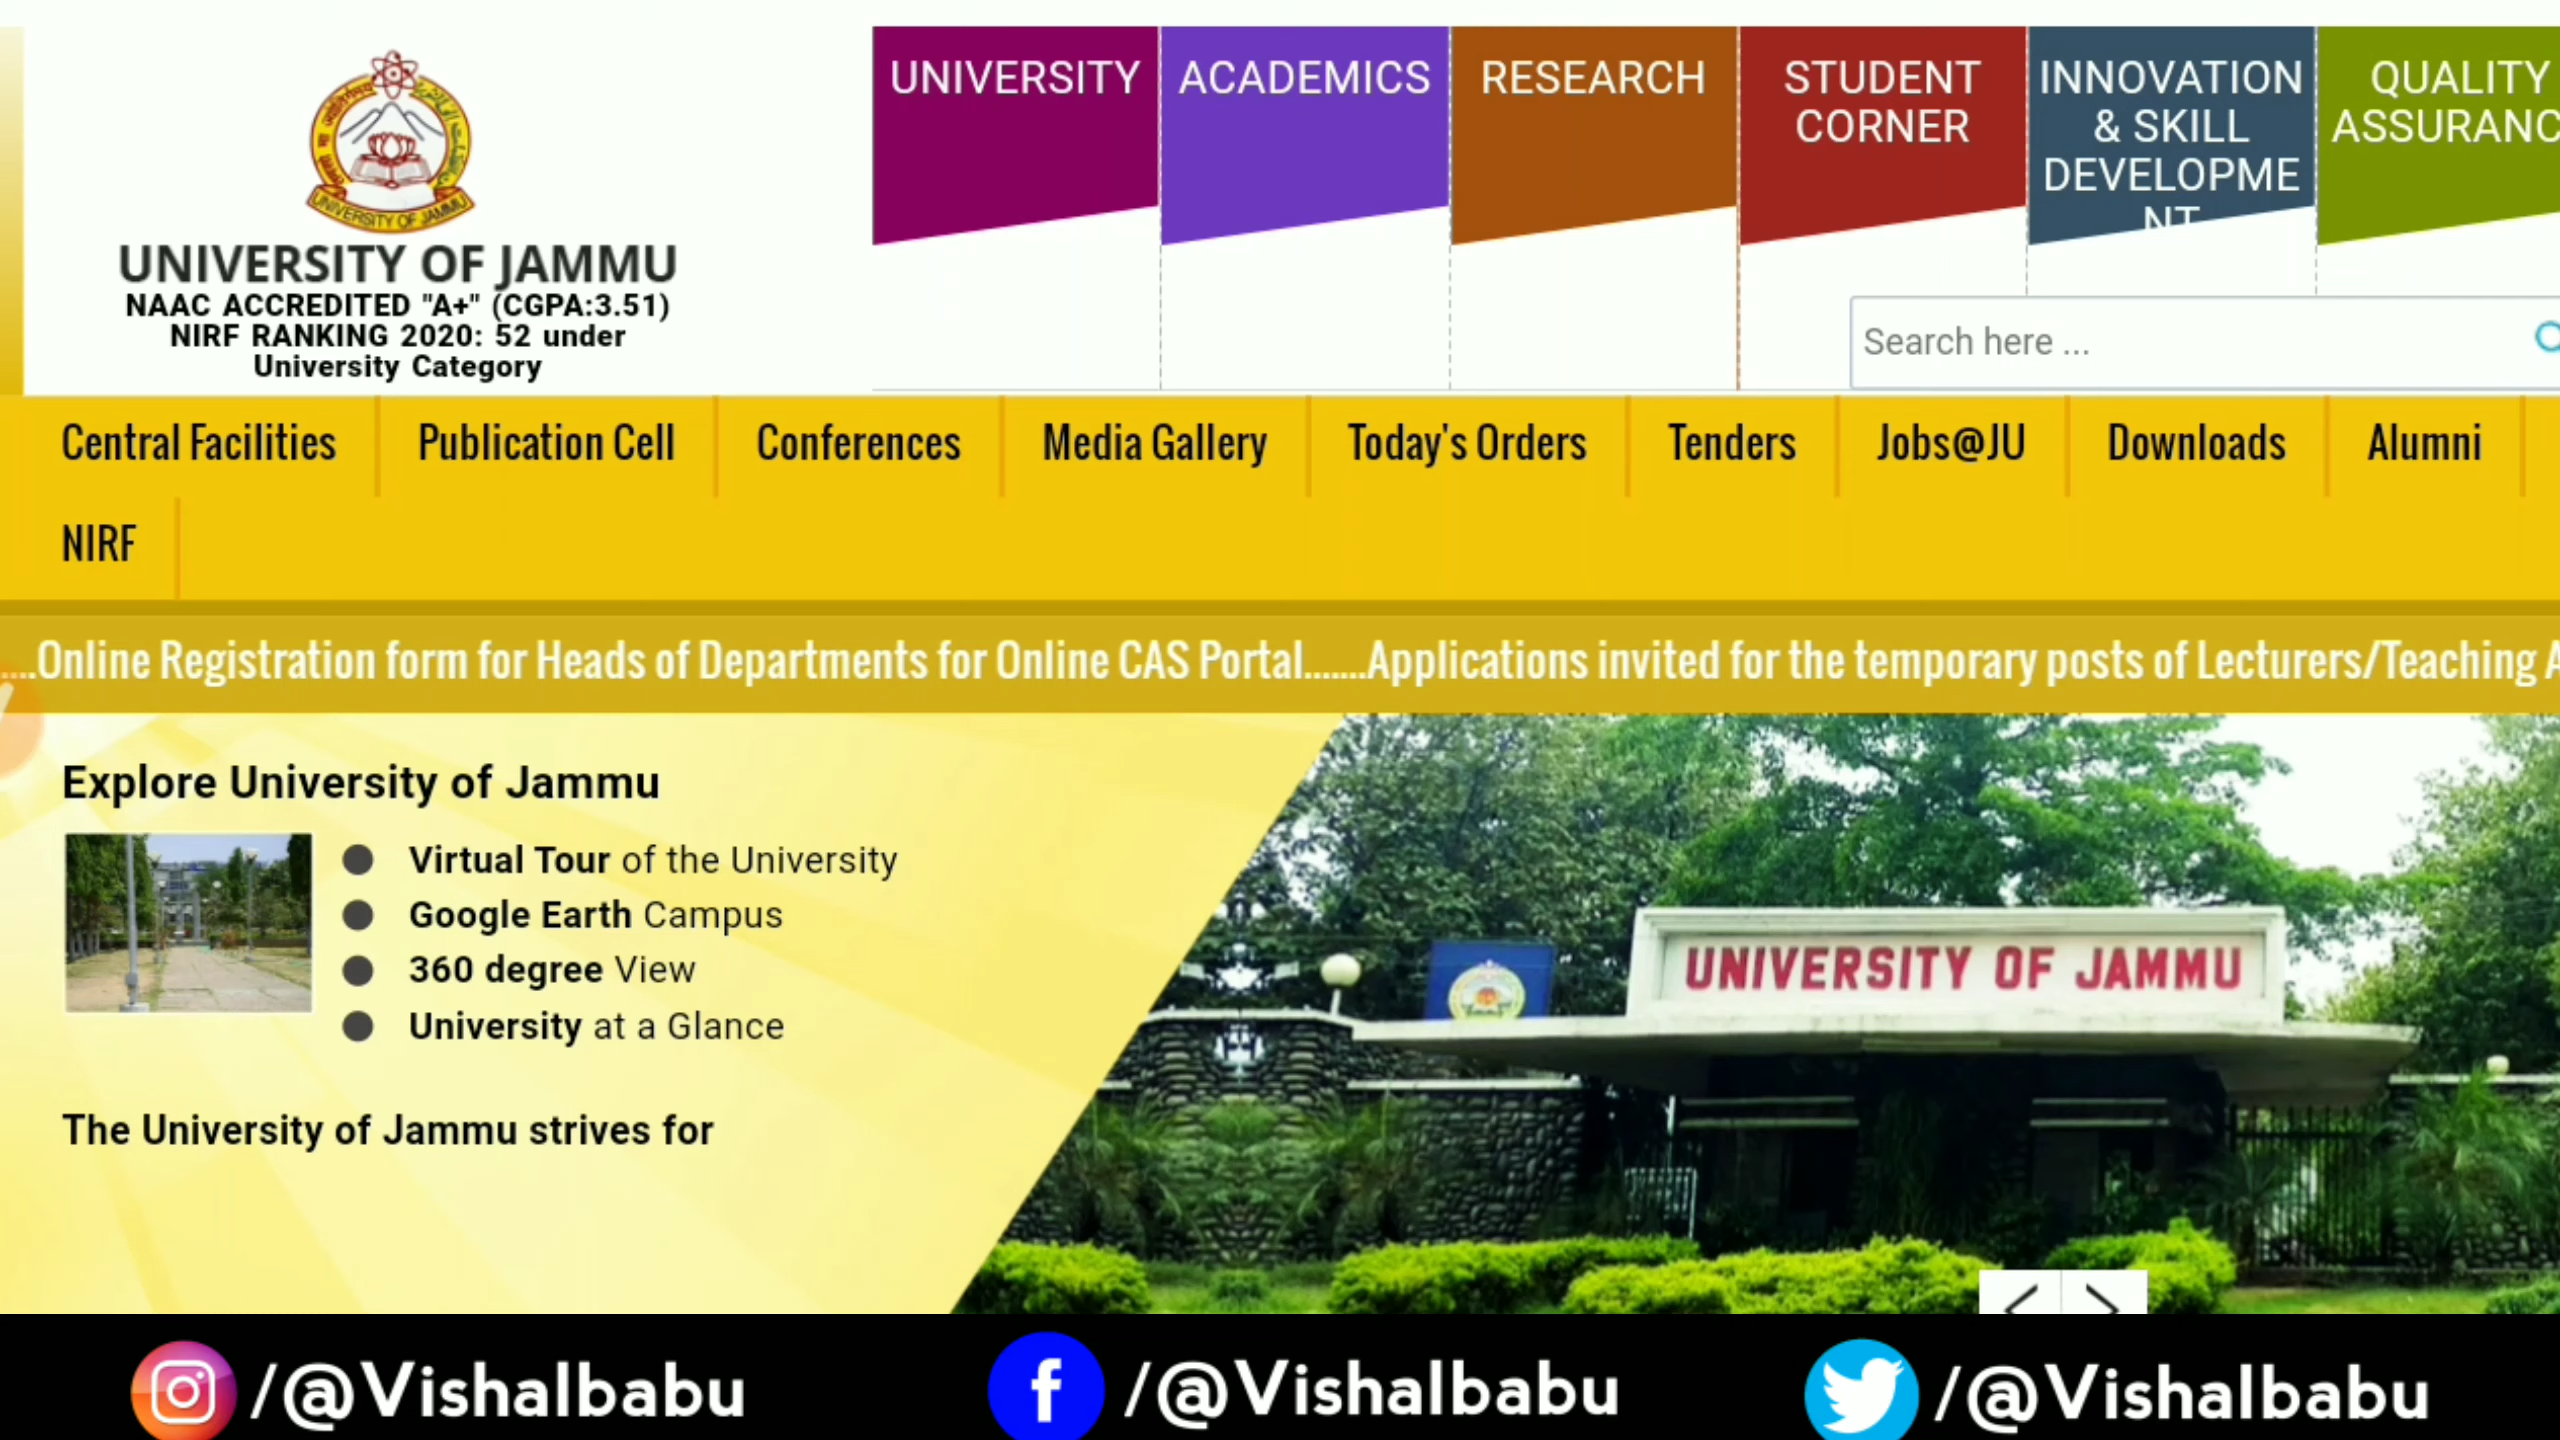 UNIVERSITY OF JAMMU
UNIVERSITY OF JAMMU
NAAC ACCREDITED "A+" (CGPA:3.51)
NIRF RANKING 2020: 52 under
University Category
UNIVERSITY
ACADEMICS
RESEARCH
STUDENT
CORNER
INNOVATION
& SKILL
DEVELOPME
NT
QUALITY
ASSURANC
Search here ...
Central Facilities
Publication Cell
Conferences
Media Gallery
Today's Orders
Tenders
Jobs@JU
Downloads
Alumni
NIRF
....Online Registration form for Heads of Departments for Online CAS Portal.......Applications invited for the temporary posts of Lecturers/Teaching A
Explore University of Jammu
Virtual Tour of the University
Google Earth Campus
360 degree View
University at a Glance
The University of Jammu strives for
UNIVERSITY OF JAMMU
/@Vishalbabu
/@Vishalbabu
/@Vishalbabu